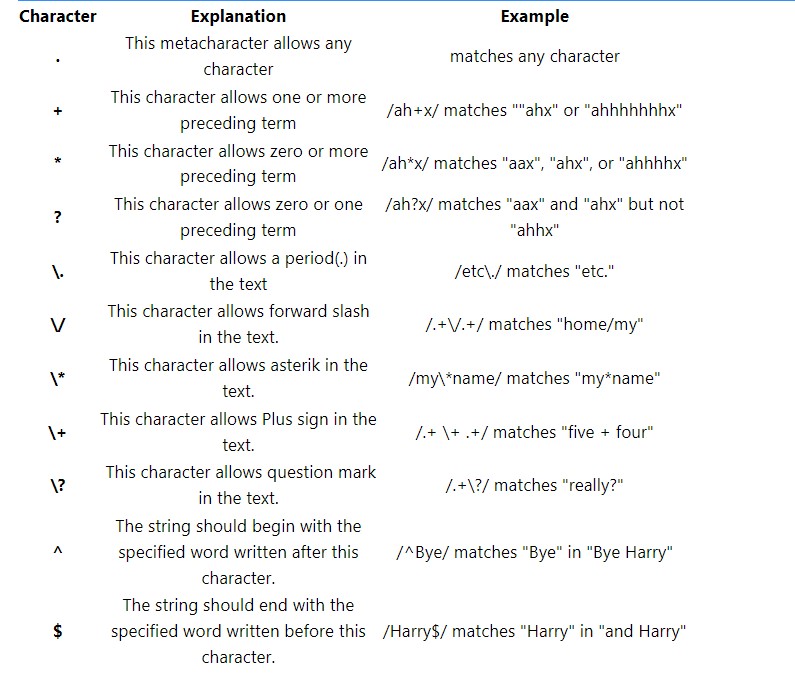 Character Explanation Example
. This metacharacter allows any character matches any character
+ This character allows one or more preceding term /ah+x/ matches ""ahx" or "ahhhhhhhx"
* This character allows zero or more preceding term /ah*x/ matches "aax", "ahx", or "ahhhhx"
? This character allows zero or one preceding term /ah?x/ matches "aax" and "ahx" but not "ahhx"
\. This character allows a period(.) in the text /etc\./ matches "etc."
\/ This character allows forward slash in the text. /.+\/.+/ matches "home/my"
\* This character allows asterik in the text. /my\*name/ matches "my*name"
\+ This character allows Plus sign in the text. /.+ \+ .+/ matches "five + four"
\? This character allows question mark in the text. /.+\?/ matches "really?"
^ The string should begin with the specified word written after this character. /^Bye/ matches "Bye" in "Bye Harry"
$ The string should end with the specified word written before this character. /Harry$/ matches "Harry" in "and Harry"